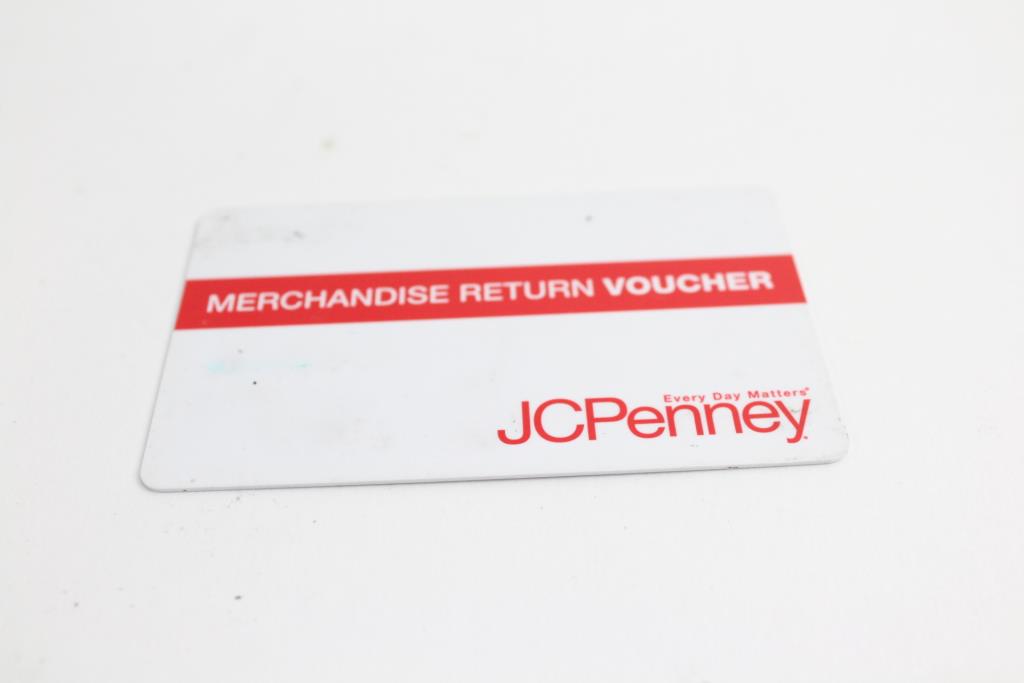 MERCHANDISE RETURN VOUCHER
Every Day Matters®
JCPenney®